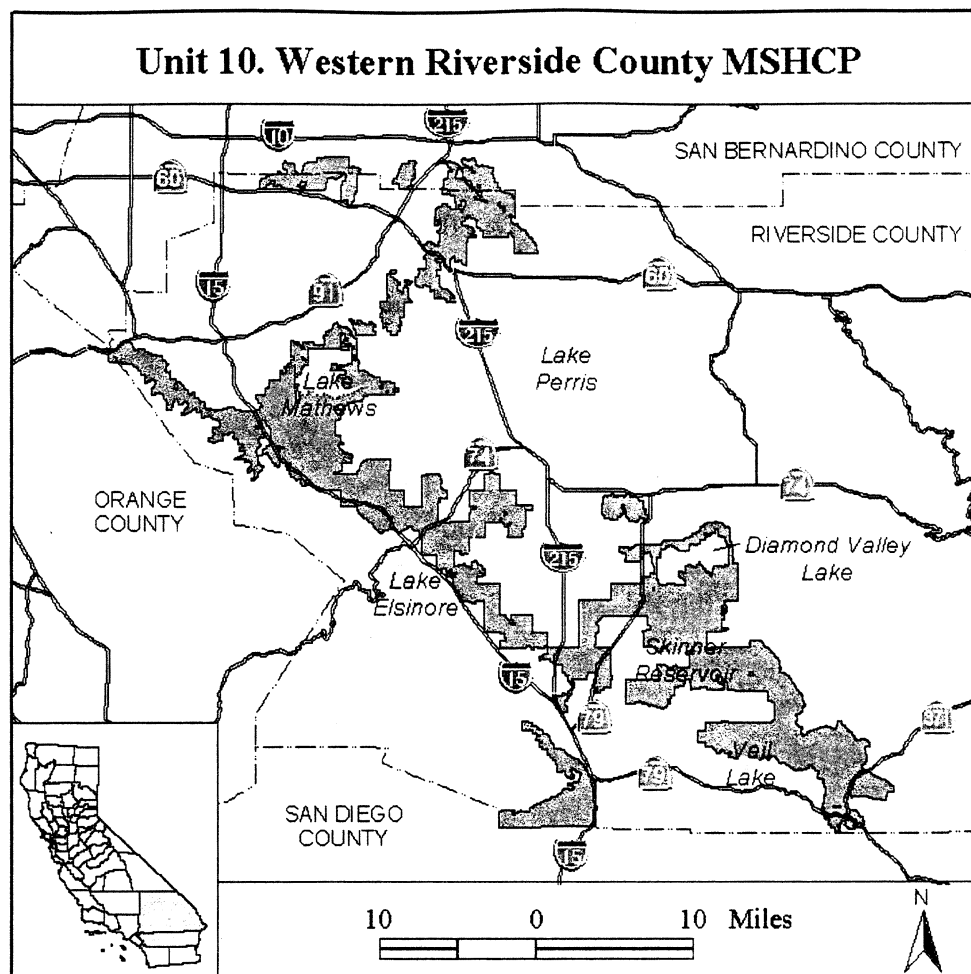 Unit 10. Western Riverside County MSHCP
10
215
SAN BERNARDINO COUNTY
60
RIVERSIDE COUNTY
15
91
60
215
Lake
Perris
Lake
Mathews
74
74
ORANGE
COUNTY
215
Diamond Valley
Lake
Lake
Elsinore
Skinner
Reservoir
15
79
371
Vail
Lake
79
SAN DIEGO
COUNTY
15
10 0 10 Miles
N